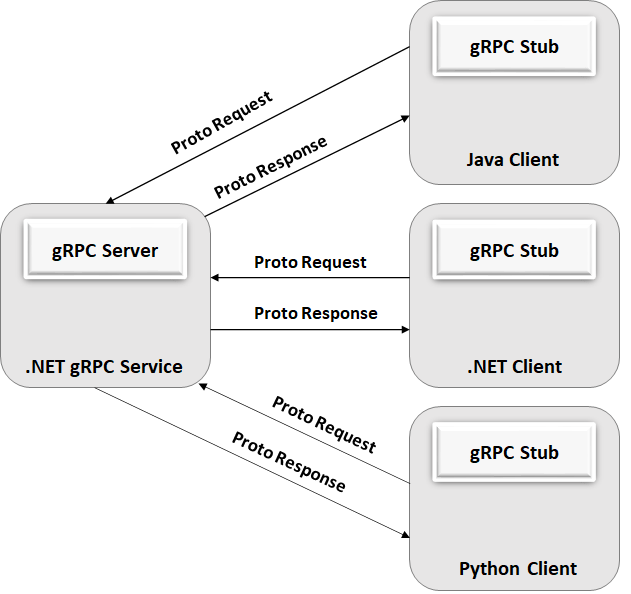 gRPC Stub
Java Client
Proto Request
Proto Response
gRPC Server
.NET gRPC Service
Proto Request
Proto Response
gRPC Stub
.NET Client
Proto Request
Proto Response
gRPC Stub
Python Client